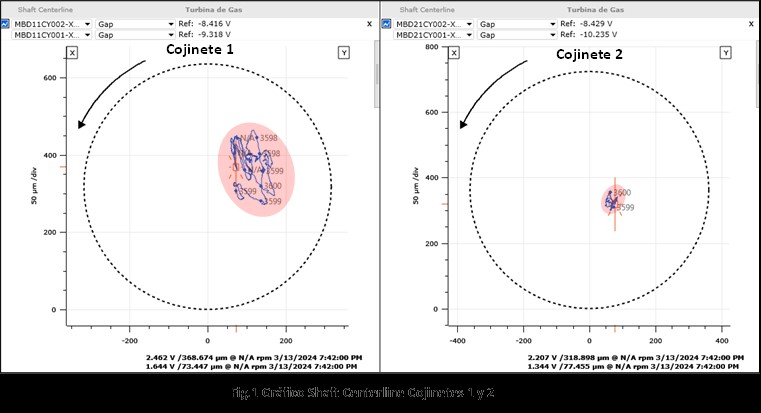 Shaft Centerline Turbina de Gas
MBD11CY002-X... Gap Ref: -8.416 V
MBD11CY001-X... Gap Ref: -9.318 V
x
Cojinete 1
X
Y
600
400
200
0
50 µm /div
-200 0 200
N/A 3598
3598
N/A 3599
3600
3599
3599
2.462 V /368.674 µm @ N/A rpm 3/13/2024 7:42:00 PM
1.644 V /73.447 µm @ N/A rpm 3/13/2024 7:42:00 PM
Shaft Centerline Turbina de Gas
MBD21CY002-X... Gap Ref: -8.429 V
MBD21CY001-X... Gap Ref: -10.235 V
x
Cojinete 2
X
Y
800
600
400
200
0
50 µm /div
-400 -200 0 200 400
3600
3599
2.207 V /318.898 µm @ N/A rpm 3/13/2024 7:42:00 PM
1.344 V /77.455 µm @ N/A rpm 3/13/2024 7:42:00 PM
Fig.1 Gráfico Shaft Centerline Cojinetes 1 y 2